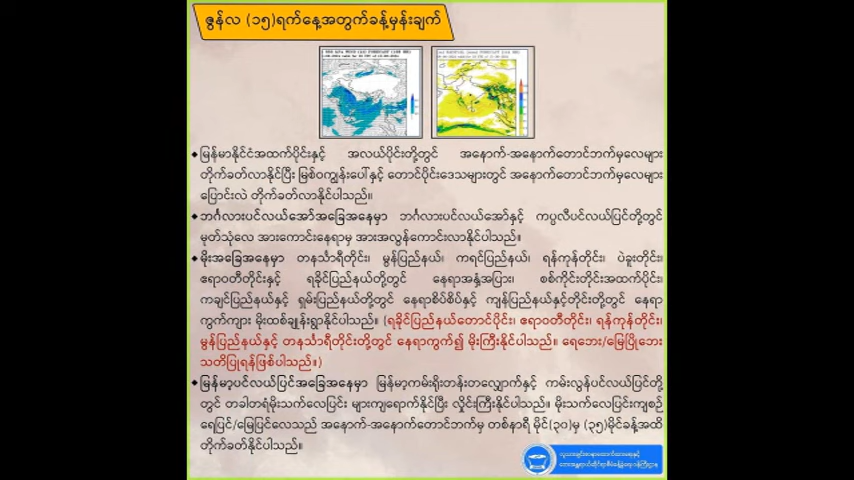 ဇွန်လ (၁၅)ရက်နေ့အတွက်ခန့်မှန်းချက်
◆မြန်မာနိုင်ငံအထက်ပိုင်းနှင့် အလယ်ပိုင်းတို့တွင် အနောက်-အနောက်တောင်ဘက်မှလေများ
တိုက်ခတ်လာနိုင်ပြီး မြစ်ဝကျွန်းပေါ်နှင့် တောင်ပိုင်းဒေသများတွင် အနောက်တောင်ဘက်မှလေများ
ပြောင်းလဲ တိုက်ခတ်လာနိုင်ပါသည်။
◆ဘင်္ဂလားပင်လယ်အော်အခြေအနေမှာ ဘင်္ဂလားပင်လယ်အော်နှင့် ကပ္ပလီပင်လယ်ပြင်တို့တွင်
မုတ်သုံလေ အားကောင်းနေရာမှ အားအလွန်ကောင်းလာနိုင်ပါသည်။
◆မိုးအခြေအနေမှာ တနင်္သာရီတိုင်း၊ မွန်ပြည်နယ်၊ ကရင်ပြည်နယ်၊ ရန်ကုန်တိုင်း၊ ပဲခူးတိုင်း၊
ဧရာဝတီတိုင်းနှင့် ရခိုင်ပြည်နယ်တို့တွင် နေရာအနှံ့အပြား၊ စစ်ကိုင်းတိုင်းအထက်ပိုင်း၊
ကချင်ပြည်နယ်နှင့် ရှမ်းပြည်နယ်တို့တွင် နေရာစိပ်စိပ်နှင့် ကျန်ပြည်နယ်နှင့်တိုင်းတို့တွင် နေရာ
ကွက်ကျား မိုးထစ်ချုန်းရွာနိုင်ပါသည်။ (ရခိုင်ပြည်နယ်တောင်ပိုင်း၊ ဧရာဝတီတိုင်း၊ ရန်ကုန်တိုင်း၊
မွန်ပြည်နယ်နှင့် တနင်္သာရီတိုင်းတို့တွင် နေရာကွက်၍ မိုးကြီးနိုင်ပါသည်။ ရေဘေး/မြေပြိုဘေး
သတိပြုရန်ဖြစ်ပါသည်။)
◆မြန်မာ့ပင်လယ်ပြင်အခြေအနေမှာ မြန်မာ့ကမ်းရိုးတန်းတလျှောက်နှင့် ကမ်းလွန်ပင်လယ်ပြင်တို့
တွင် တခါတရံမိုးသက်လေပြင်း များကျရောက်နိုင်ပြီး လှိုင်းကြီးနိုင်ပါသည်။ မိုးသက်လေပြင်းကျစဉ်
ရေပြင်/မြေပြင်လေသည် အနောက်-အနောက်တောင်ဘက်မှ တစ်နာရီ မိုင်(၃၀)မှ (၃၅)မိုင်ခန့်အထိ
တိုက်ခတ်နိုင်ပါသည်။